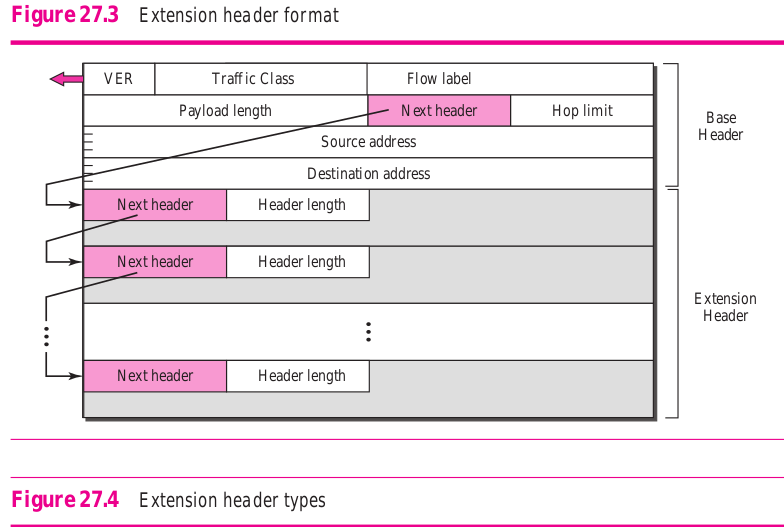 Figure 27.3 Extension header format
VER Traffic Class Flow label
Payload length Next header Hop limit
Source address
Destination address
Base
Header
Next header Header length
Next header Header length
Extension
Header
Next header Header length
Figure 27.4 Extension header types